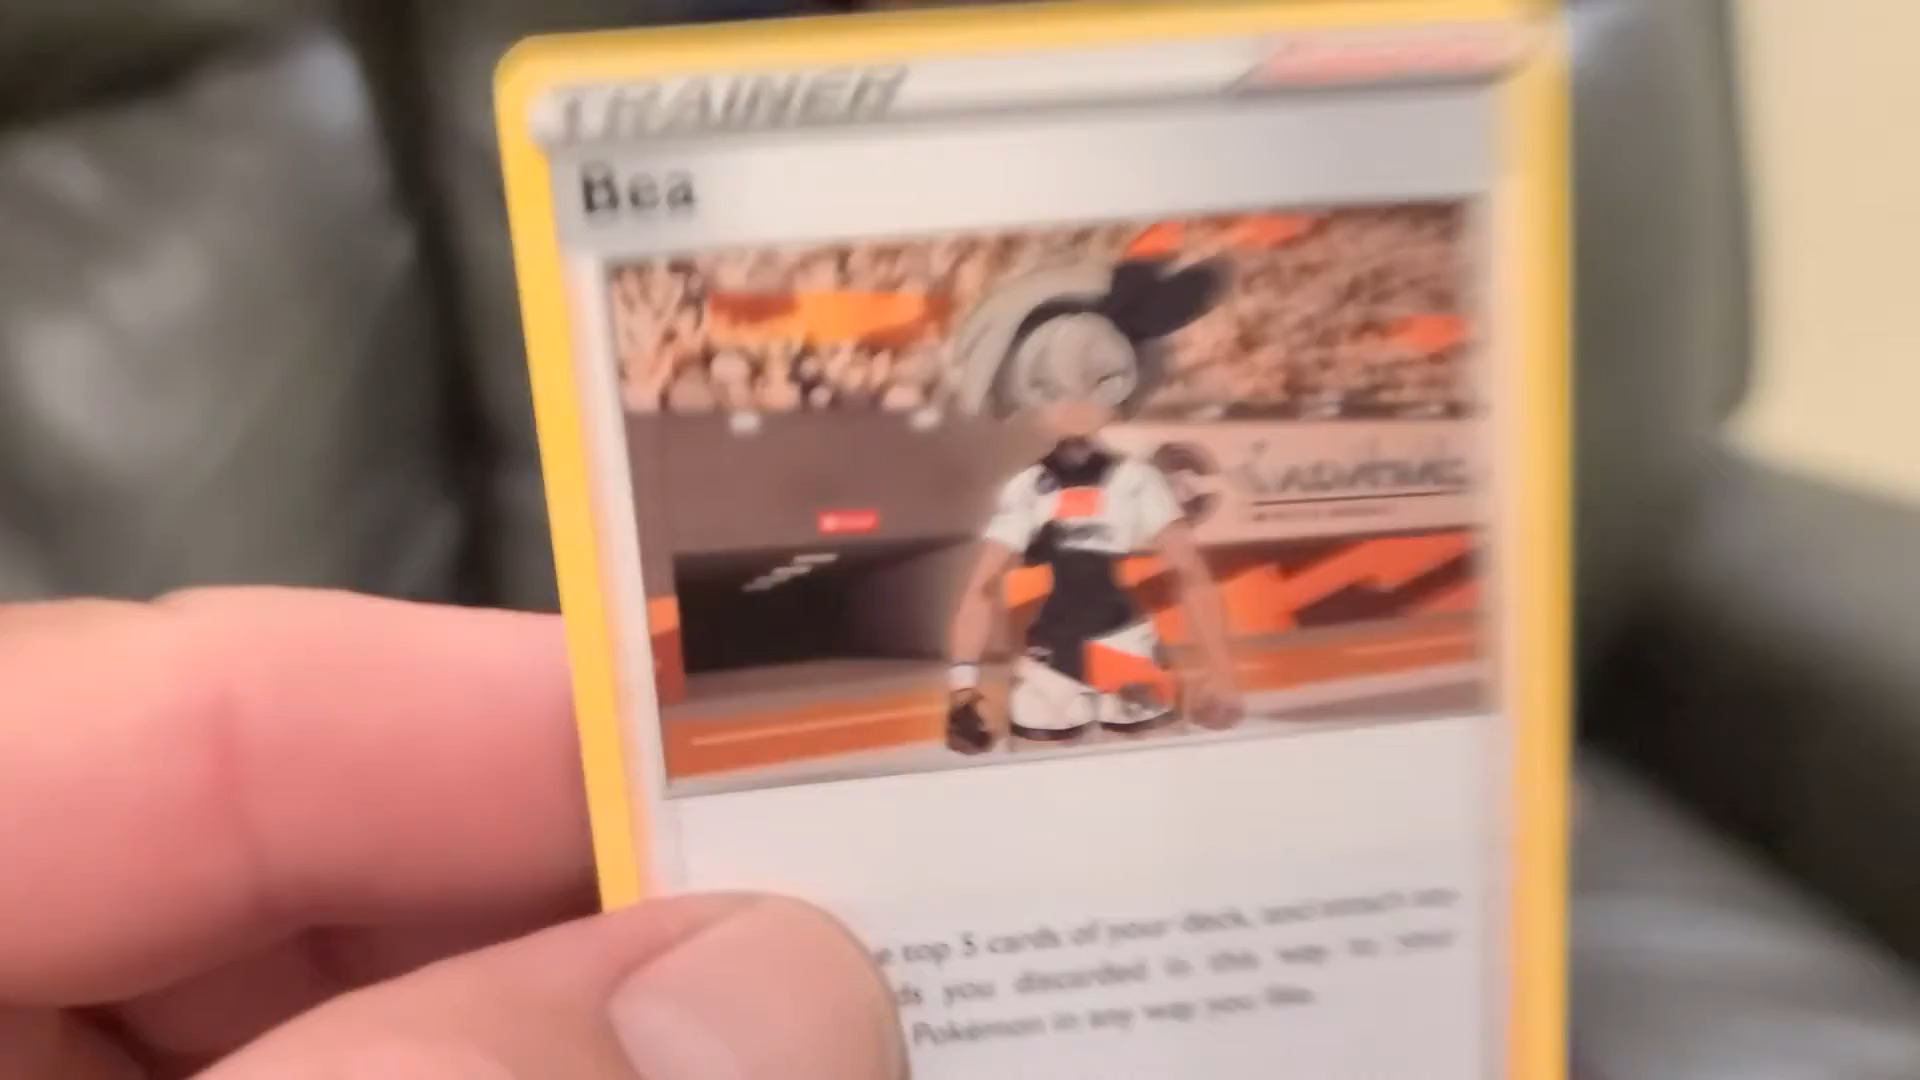 TRAINER
Bea
e top 5 cards of your deck, and attach any
ds you discarded in this way to your
Pokémon in any way you like.